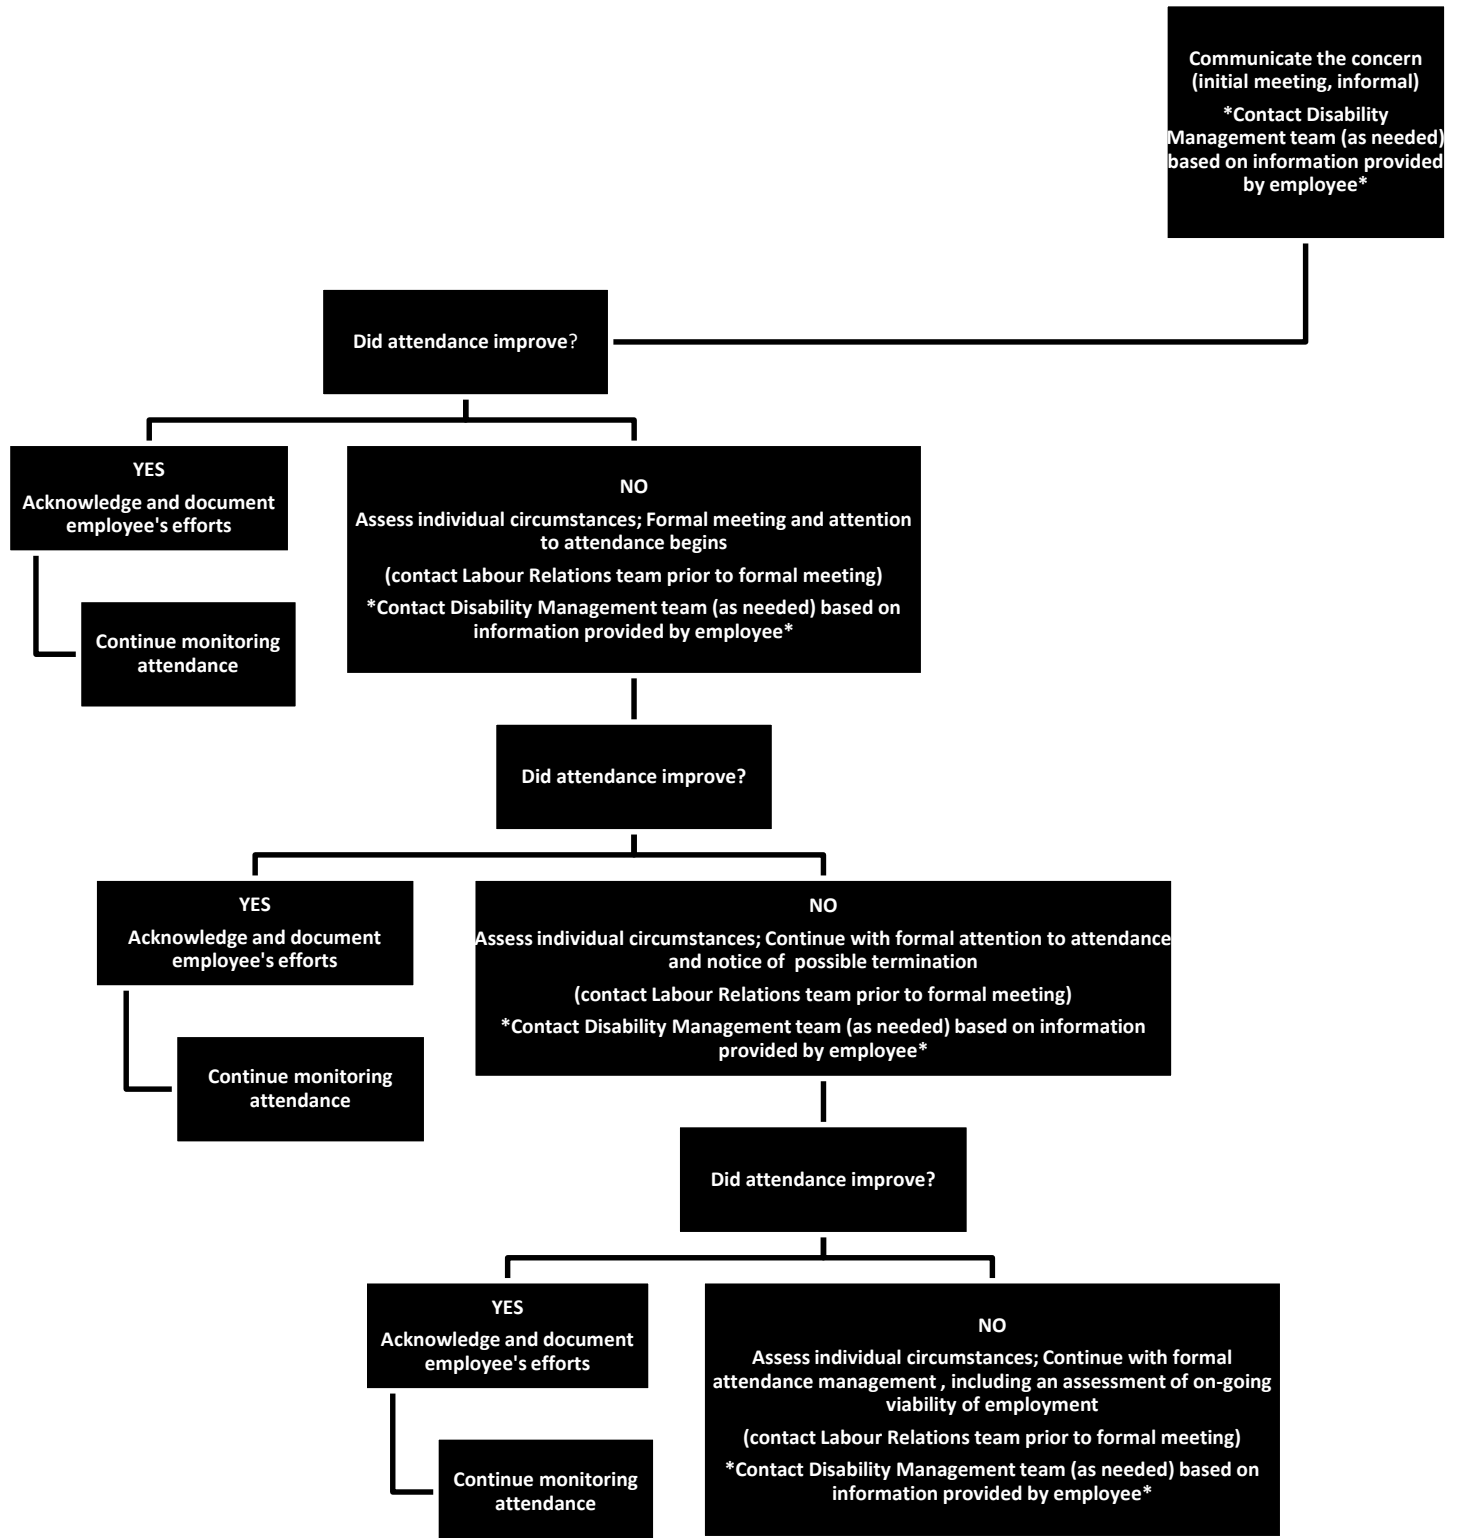 Communicate the concern
(initial meeting, informal)
*Contact Disability
Management team (as needed)
based on information provided
by employee*
Did attendance improve?
YES
Acknowledge and document
employee's efforts
Continue monitoring
attendance
NO
Assess individual circumstances; Formal meeting and attention
to attendance begins
(contact Labour Relations team prior to formal meeting)
*Contact Disability Management team (as needed) based on
information provided by employee*
Did attendance improve?
YES
Acknowledge and document
employee's efforts
Continue monitoring
attendance
NO
Assess individual circumstances; Continue with formal attention to attendance
and notice of  possible termination
(contact Labour Relations team prior to formal meeting)
*Contact Disability Management team (as needed) based on information
provided by employee*
Did attendance improve?
YES
Acknowledge and document
employee's efforts
Continue monitoring
attendance
NO
Assess individual circumstances; Continue with formal
attendance management , including an assessment of on-going
viability of employment
(contact Labour Relations team prior to formal meeting)
*Contact Disability Management team (as needed) based on
information provided by employee*